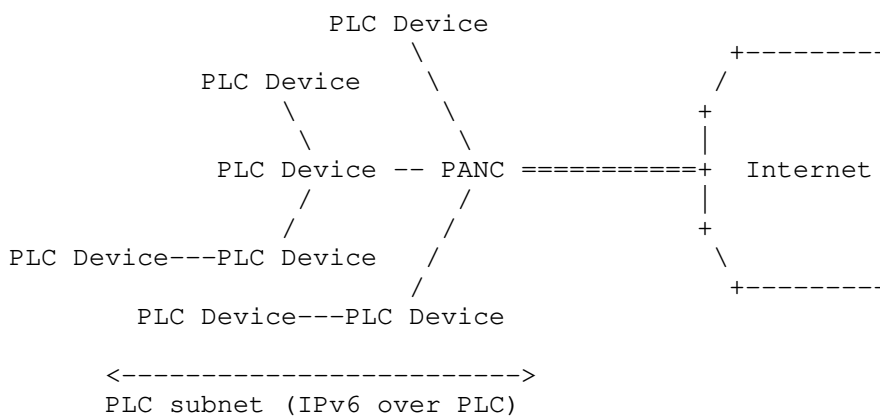 PLC Device
PLC Device
PLC Device -- PANC ===========+ Internet
PLC Device---PLC Device
PLC Device---PLC Device
<------------------------->
PLC subnet (IPv6 over PLC)